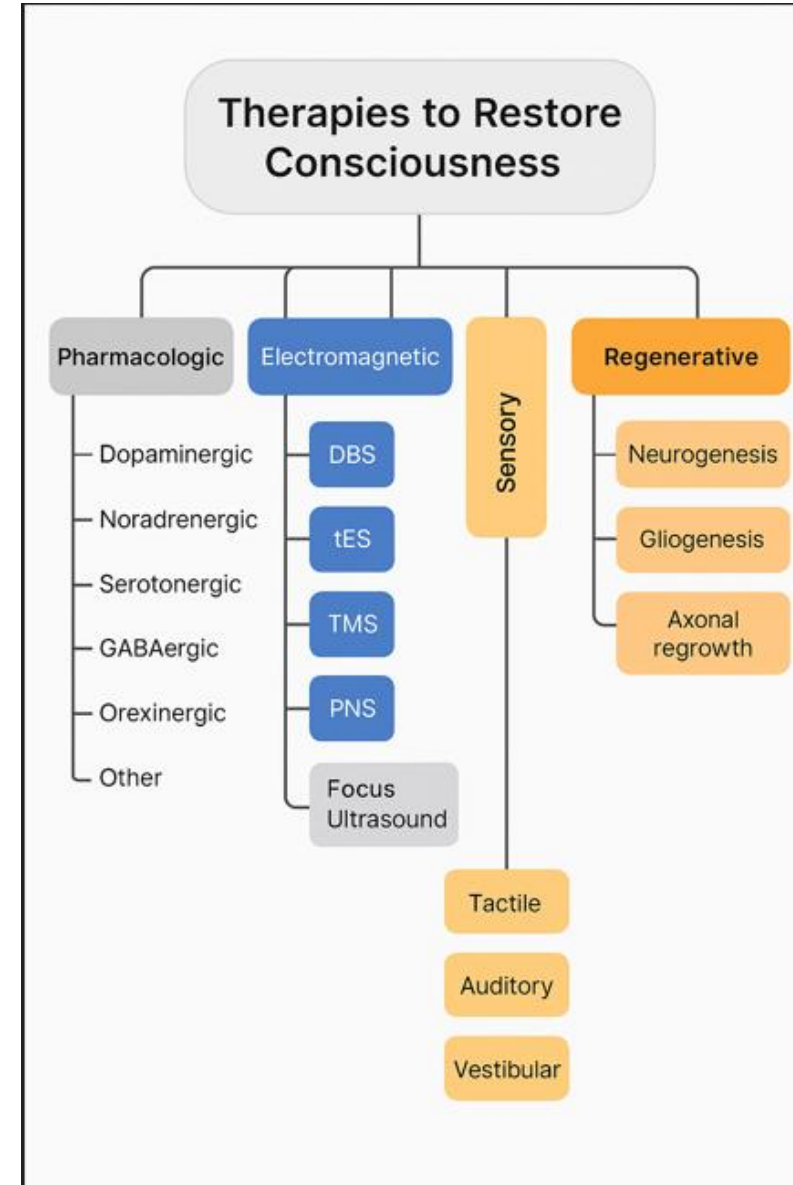 Therapies to Restore
Consciousness
Pharmacologic
Dopaminergic
Noradrenergic
Serotonergic
GABAergic
Orexinergic
Other
Electromagnetic
DBS
tES
TMS
PNS
Focus
Ultrasound
Sensory
Tactile
Auditory
Vestibular
Regenerative
Neurogenesis
Gliogenesis
Axonal
regrowth